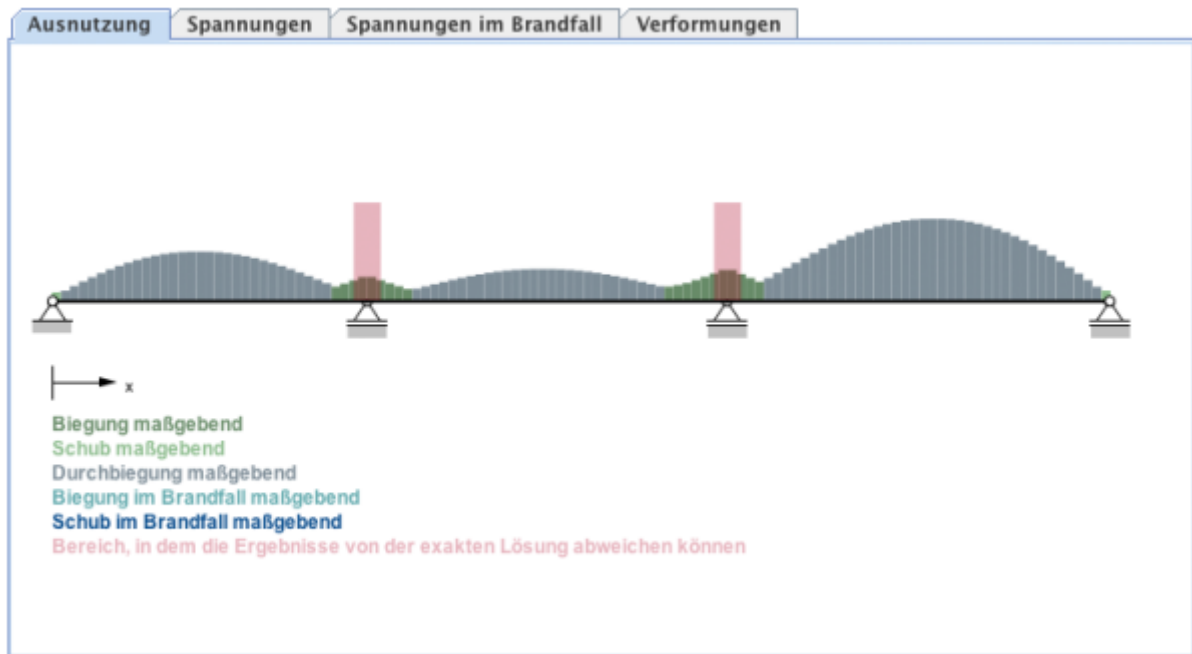 Ausnutzung Spannungen Spannungen im Brandfall Verformungen
x
Biegung maßgebend
Schub maßgebend
Durchbiegung maßgebend
Biegung im Brandfall maßgebend
Schub im Brandfall maßgebend
Bereich, in dem die Ergebnisse von der exakten Lösung abweichen können